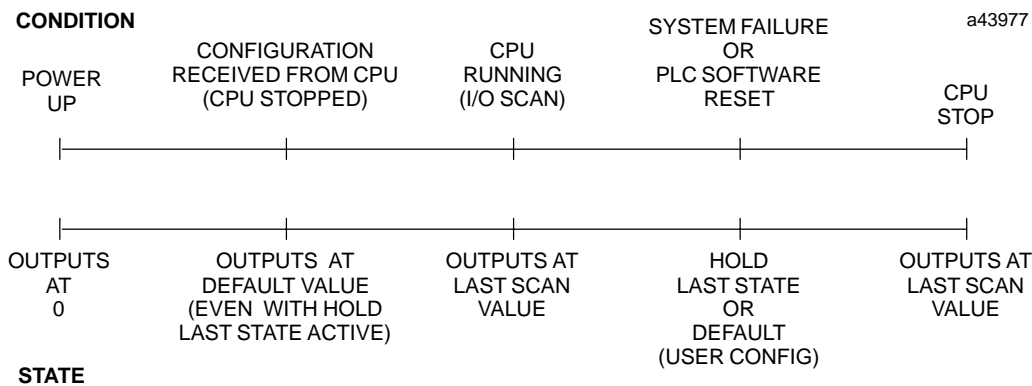 CONDITION
a43977
POWER
UP
CONFIGURATION
RECEIVED FROM CPU
(CPU STOPPED)
CPU
RUNNING
(I/O SCAN)
SYSTEM FAILURE
OR
PLC SOFTWARE
RESET
CPU
STOP
OUTPUTS
AT
0
OUTPUTS AT
DEFAULT VALUE
(EVEN WITH HOLD
LAST STATE ACTIVE)
OUTPUTS AT
LAST SCAN
VALUE
HOLD
LAST STATE
OR
DEFAULT
(USER CONFIG)
OUTPUTS AT
LAST SCAN
VALUE
STATE